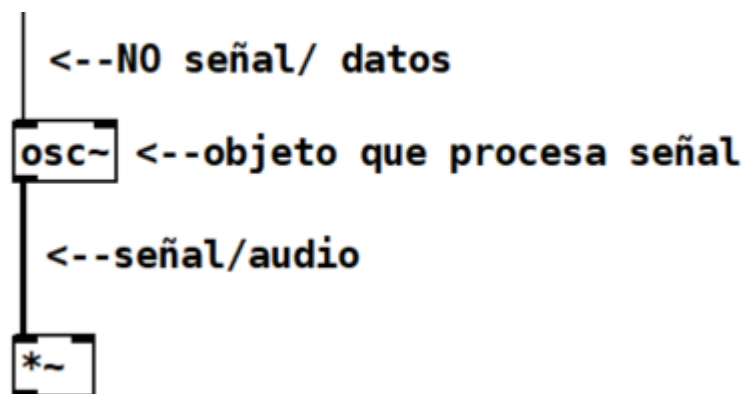 <--NO señal/ datos
osc~ <--objeto que procesa señal
<--señal/audio
*~